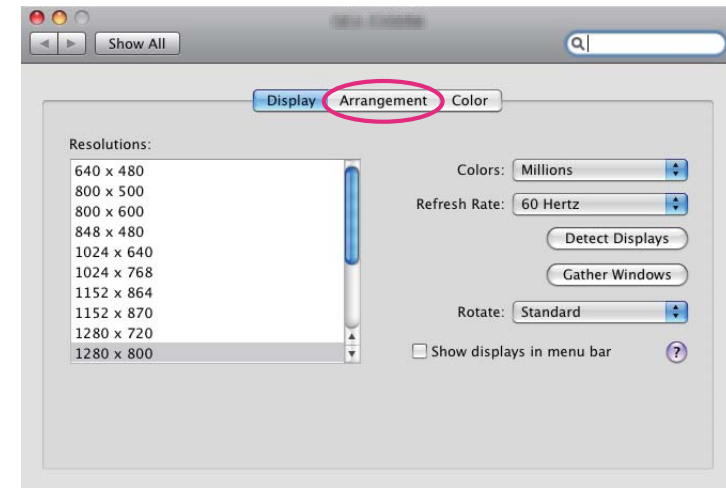 Show All
Display Arrangement Color
Resolutions:
640 x 480
800 x 500
800 x 600
848 x 480
1024 x 640
1024 x 768
1152 x 864
1152 x 870
1280 x 720
1280 x 800
Colors: Millions
Refresh Rate: 60 Hertz
Detect Displays
Gather Windows
Rotate: Standard
Show displays in menu bar ?